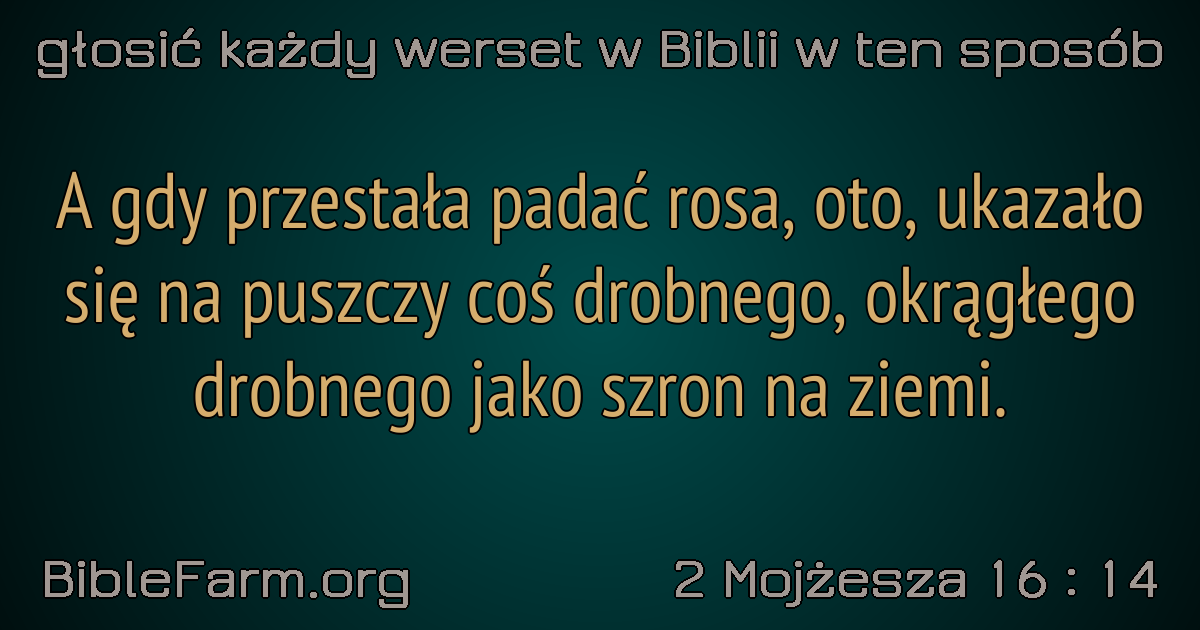 głosić każdy werset w Biblii w ten sposób
A gdy przestała padać rosa, oto, ukazało
się na puszczy coś drobnego, okrągłego
drobnego jako szron na ziemi.
BibleFarm.org
2 Mojżesza 16 : 14